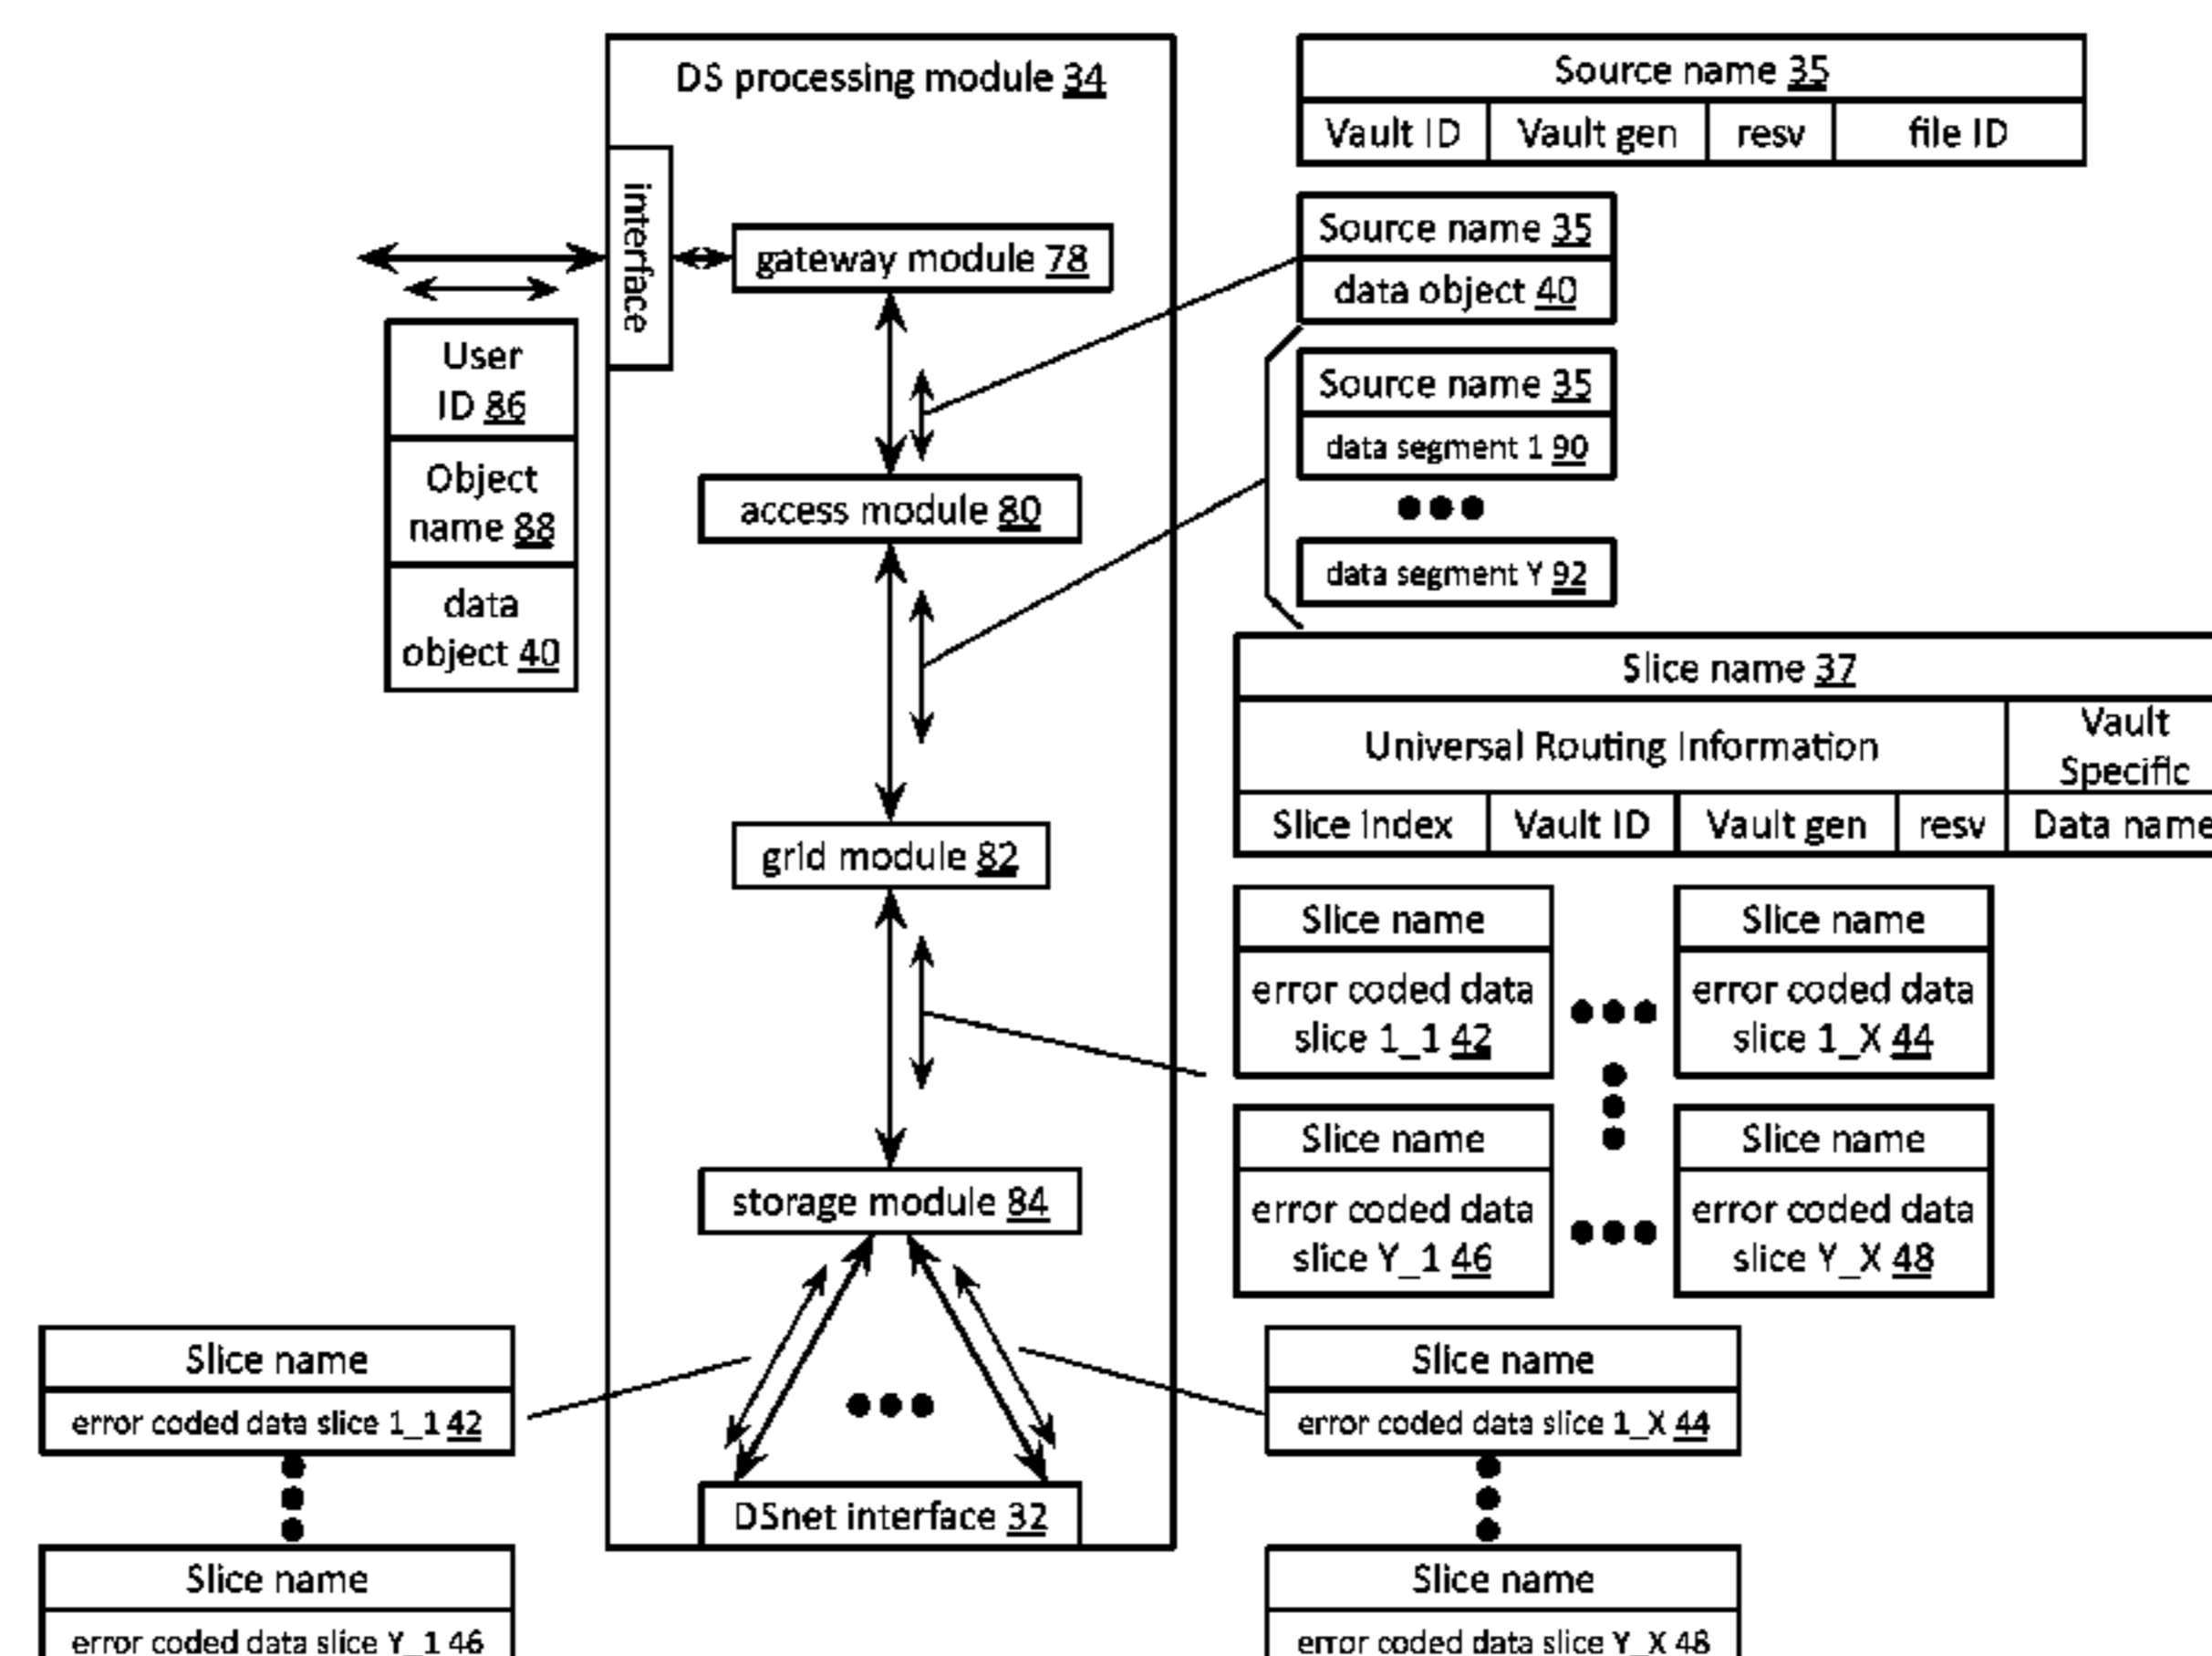 DS processing module 34
interface
gateway module 78
access module 80
grid module 82
storage module 84
DSnet interface 32
User
ID 86
Object
name 88
data
object 40
Source name 35
Vault ID Vault gen resv file ID
Source name 35
data object 40
Source name 35
data segment 1 90
data segment Y 92
Slice name 37
Universal Routing Information
Vault
Specific
Slice Index Vault ID Vault gen resv Data name
Slice name
error coded data
slice 1_1 42
Slice name
error coded data
slice 1_X 44
Slice name
error coded data
slice Y_1 46
Slice name
error coded data
slice Y_X 48
Slice name
error coded data slice 1_1 42
Slice name
error coded data slice Y_1 46
Slice name
error coded data slice 1_X 44
Slice name
error coded data slice Y_X 48